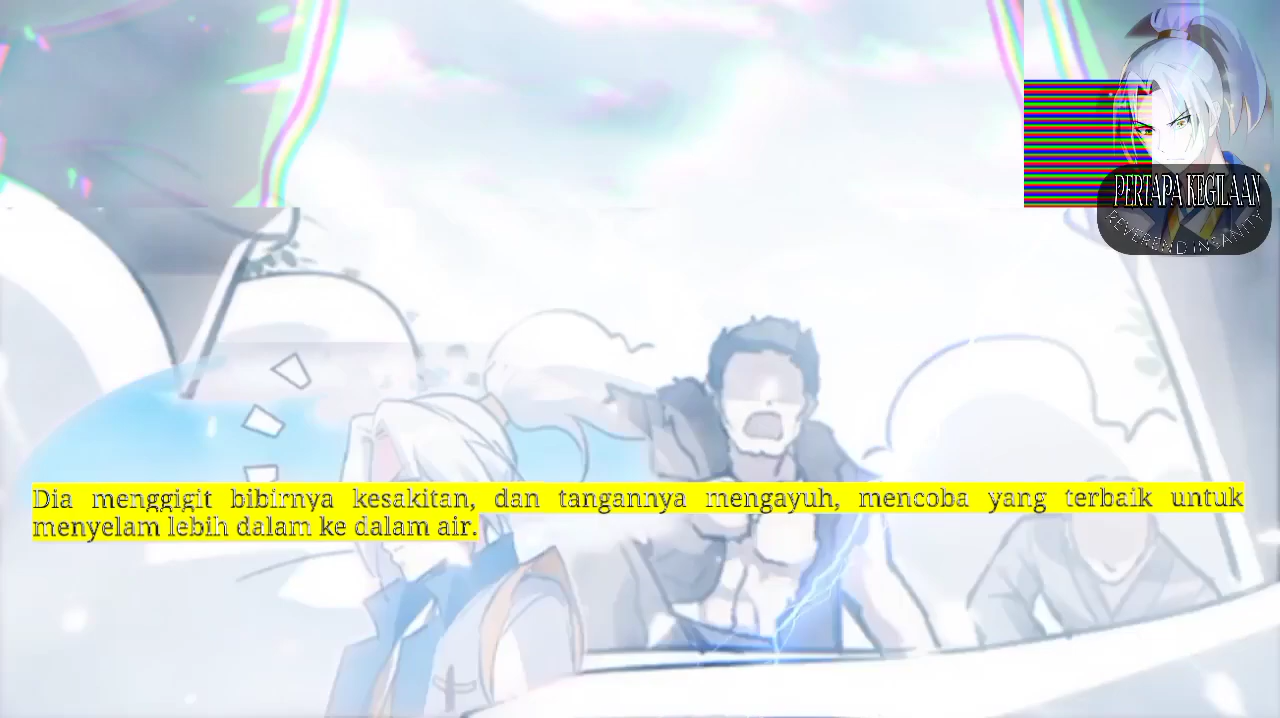 PERTAPA KEGILAAN
REVEREND INSANITY
Dia menggigit bibirnya kesakitan, dan tangannya mengayuh, mencoba yang terbaik untuk
menyelam lebih dalam ke dalam air.